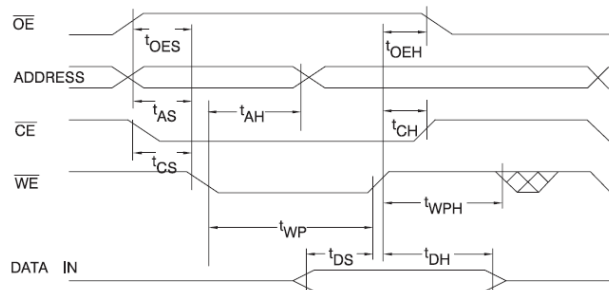 OE
tOES
tOEH
ADDRESS
tAS
tAH
tCH
CE
tCS
WE
tWPH
tWP
tDS
tDH
DATA IN